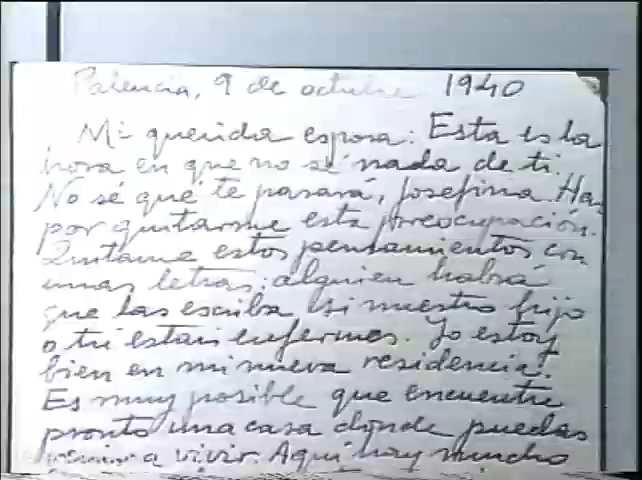 Palencia, 9 de octubre 1940
Mi querida esposa: Esta es la
hora en que no sé nada de ti.
No sé qué te pasará, Josefina. Haz
por quitarme esta preocupación.
Quitame estos pensamientos con
unas letras: alguien habrá
que las escriba si nuestro hijo
o tú estais enfermos. Yo estoy
bien en mi nueva residencia.
Es muy posible que encuentre
pronto una casa donde puedas
a vivir. Aquí hay mucho